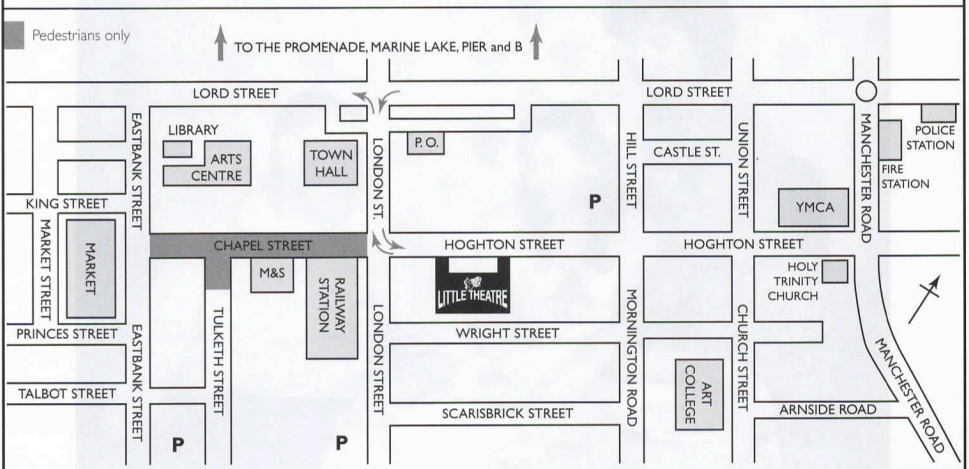 Pedestrians only
TO THE PROMENADE, MARINE LAKE, PIER and B
LORD STREET
LORD STREET
EASTBANK STREET
LIBRARY
ARTS
CENTRE
TOWN
HALL
LONDON ST.
P. O.
HILL STREET
CASTLE ST.
UNION STREET
MANCHESTER ROAD
POLICE
STATION
FIRE
STATION
YMCA
P
KING STREET
MARKET STREET
MARKET
CHAPEL STREET
HOGHTON STREET
HOGHTON STREET
M&S
RAILWAY
STATION
LITTLE THEATRE
HOLY
TRINITY
CHURCH
PRINCES STREET
EASTBANK STREET
TULKETH STREET
LONDON STREET
WRIGHT STREET
MORNINGTON ROAD
CHURCH STREET
MANCHESTER ROAD
TALBOT STREET
ART
COLLEGE
SCARISBRICK STREET
ARNSIDE ROAD
P
P